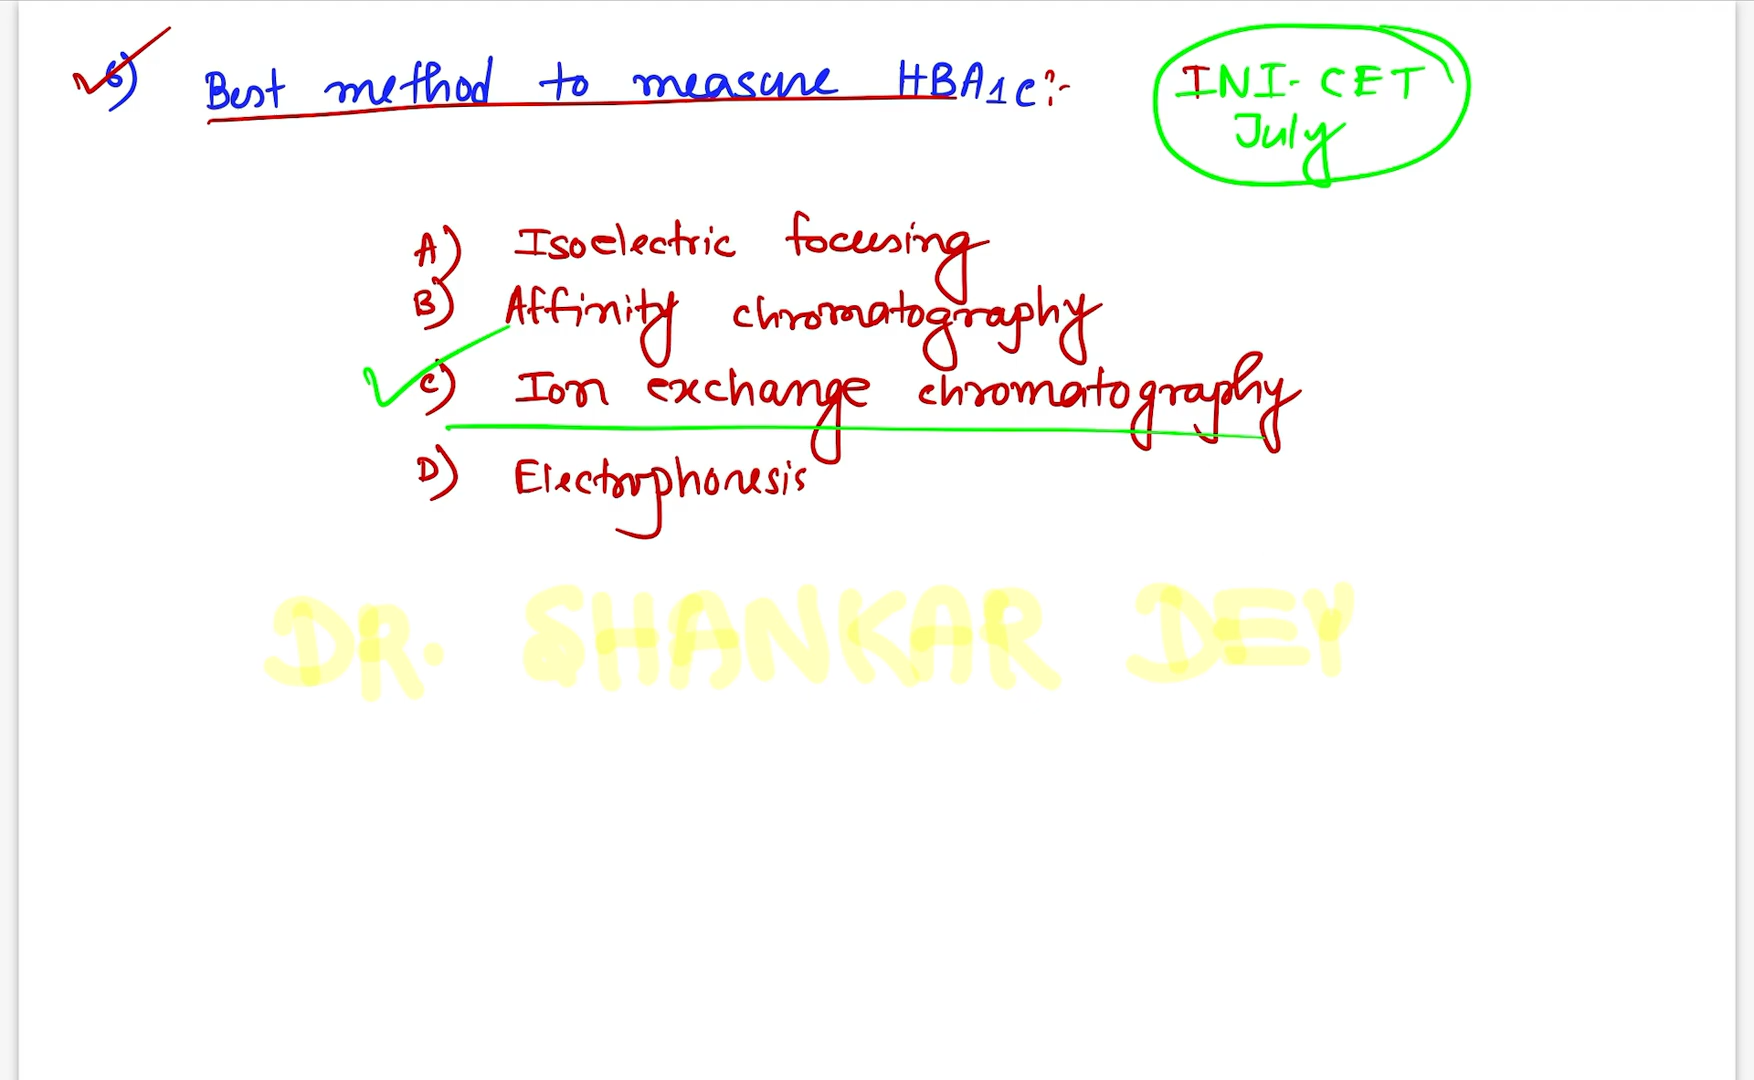 6) Best method to measure HBA1c:-
INI-CET
July
A) Isoelectric focusing
B) Affinity chromatography
C) Ion exchange chromatography
D) Electrophoresis
DR. SHANKAR DEY